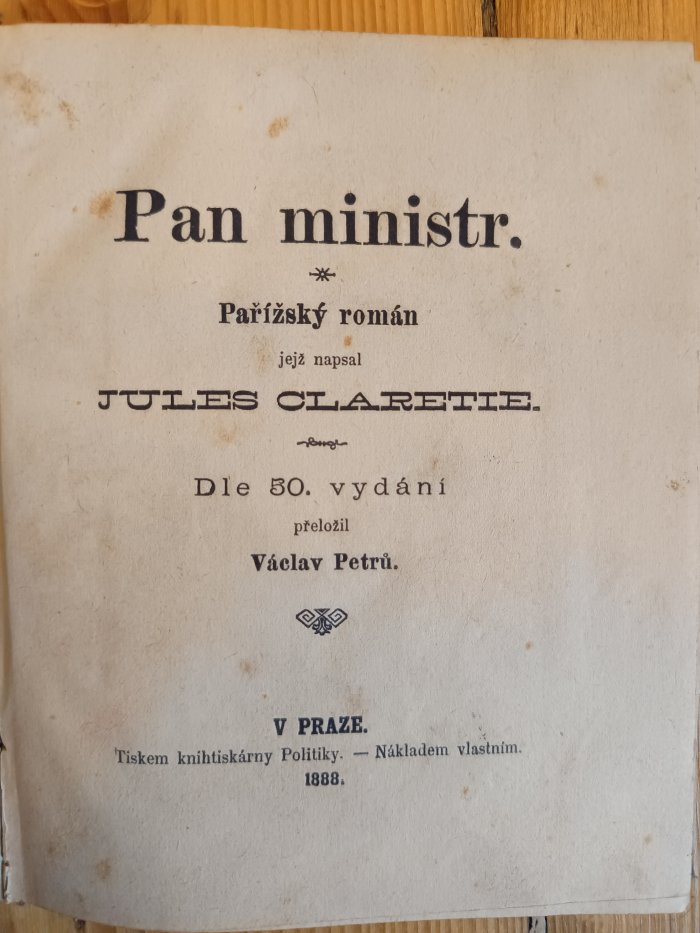 Pan ministr.
Pařížský román
jejž napsal
JULES CLARETIE.
Dle 50. vydání
přeložil
Václav Petrů.
V PRAZE.
Tiskem knihtiskárny Politiky. — Nákladem vlastním.
1888.